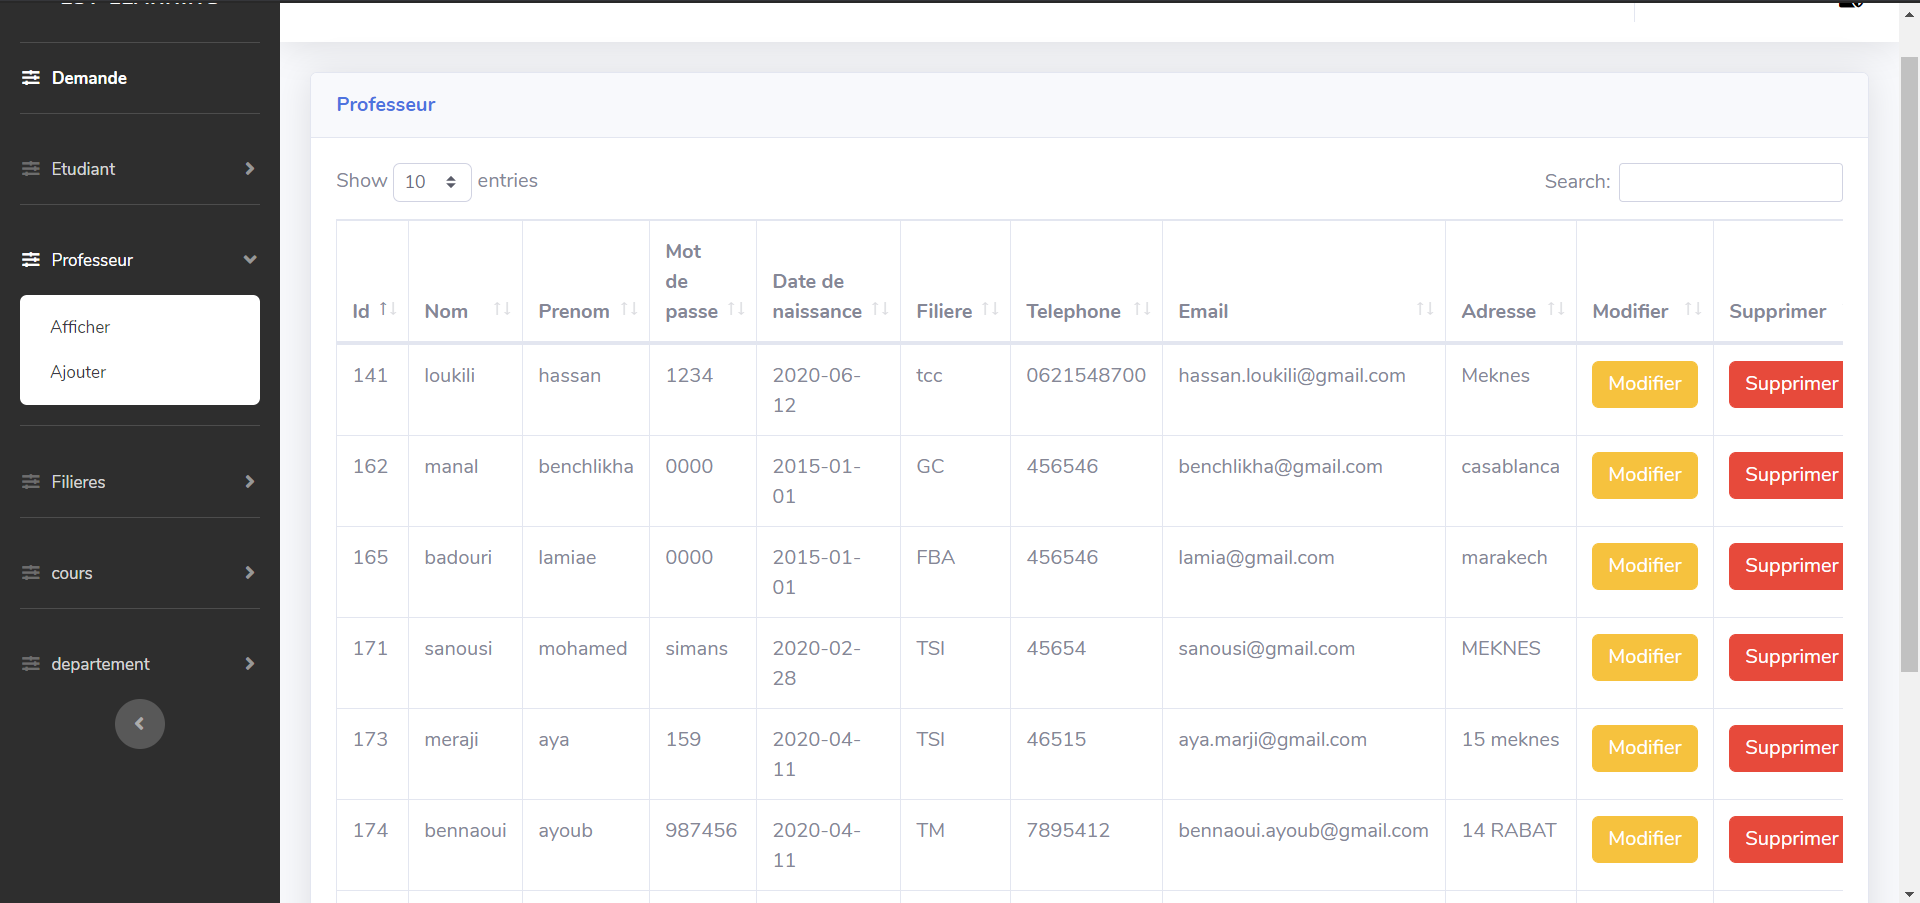 Demande
Etudiant
Professeur
Afficher
Ajouter
Filieres
cours
departement
Professeur
Show 10 entries
Search:
Id Nom Prenom Mot de passe Date de naissance Filiere Telephone Email Adresse Modifier Supprimer
141 loukili hassan 1234 2020-06-12 tcc 0621548700 hassan.loukili@gmail.com Meknes Modifier Supprimer
162 manal benchlikha 0000 2015-01-01 GC 456546 benchlikha@gmail.com casablanca Modifier Supprimer
165 badouri lamiae 0000 2015-01-01 FBA 456546 lamia@gmail.com marakech Modifier Supprimer
171 sanousi mohamed simans 2020-02-28 TSI 45654 sanousi@gmail.com MEKNES Modifier Supprimer
173 meraji aya 159 2020-04-11 TSI 46515 aya.marji@gmail.com 15 meknes Modifier Supprimer
174 bennaoui ayoub 987456 2020-04-11 TM 7895412 bennaoui.ayoub@gmail.com 14 RABAT Modifier Supprimer